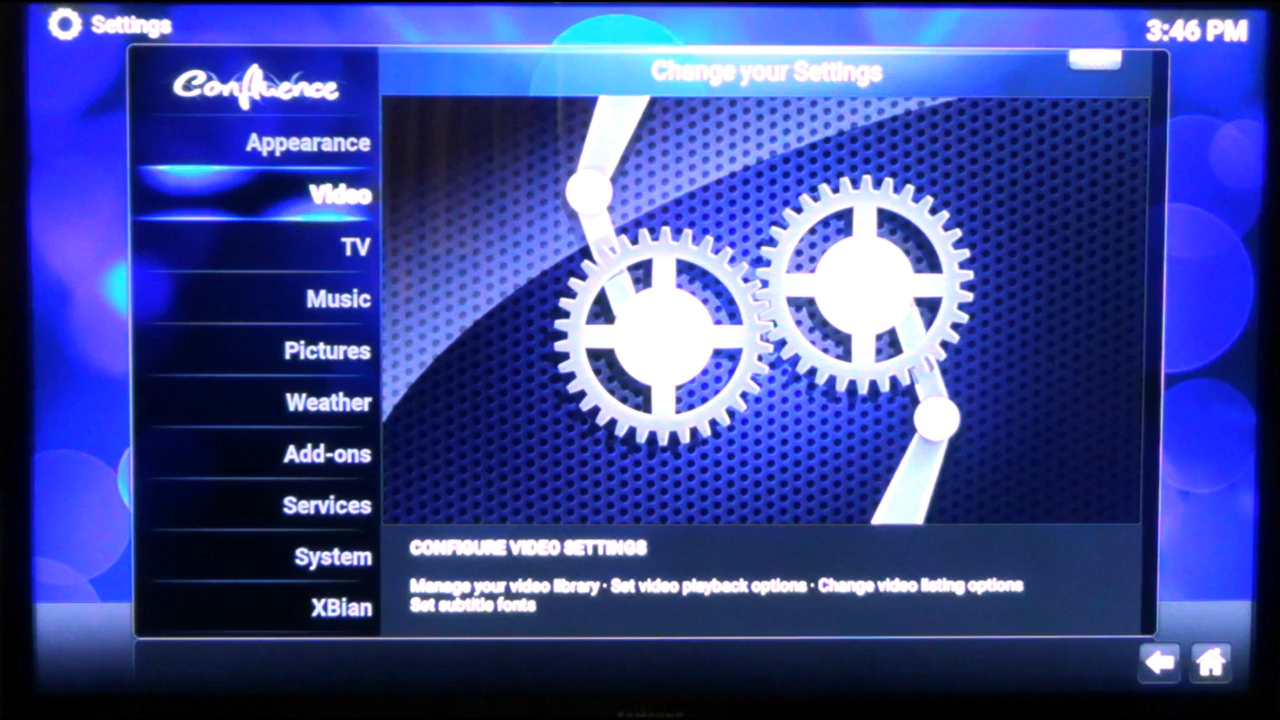 Settings
3:46 PM
Confluence
Change your Settings
Appearance
Video
TV
Music
Pictures
Weather
Add-ons
Services
System
XBian
CONFIGURE VIDEO SETTINGS
Manage your video library · Set video playback options · Change video listing options
Set subtitle fonts